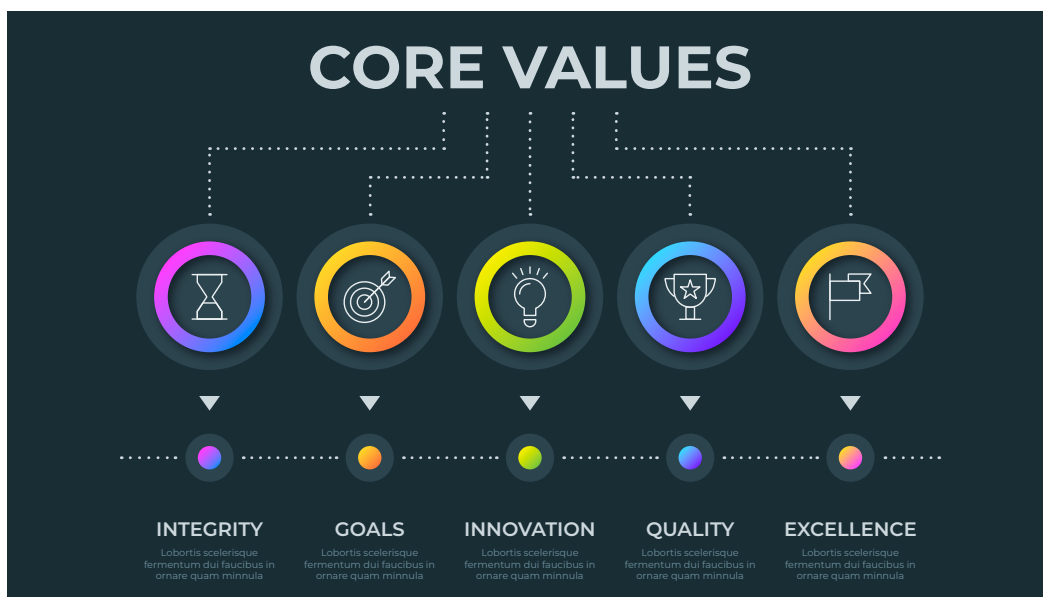 CORE VALUES
INTEGRITY
Lobortis scelerisque
fermentum dui faucibus in
ornare quam minnula
GOALS
Lobortis scelerisque
fermentum dui faucibus in
ornare quam minnula
INNOVATION
Lobortis scelerisque
fermentum dui faucibus in
ornare quam minnula
QUALITY
Lobortis scelerisque
fermentum dui faucibus in
ornare quam minnula
EXCELLENCE
Lobortis scelerisque
fermentum dui faucibus in
ornare quam minnula